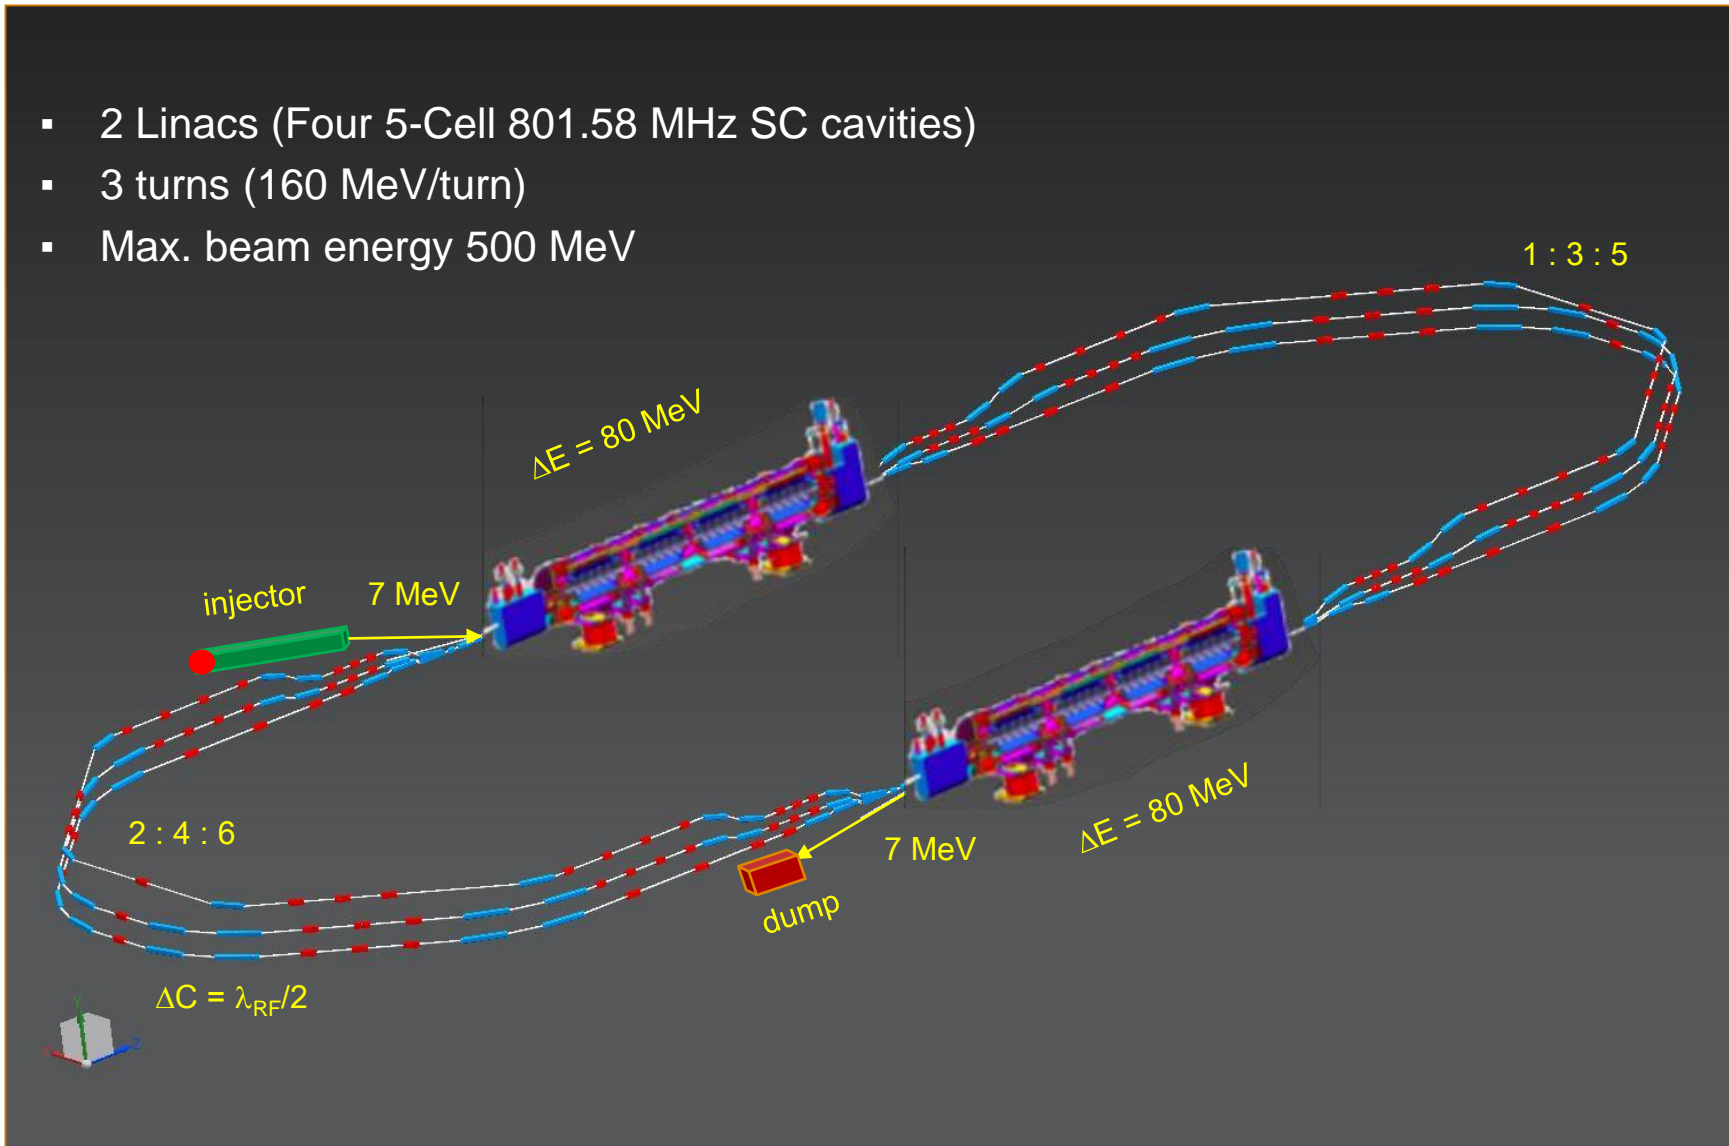 ▪ 2 Linacs (Four 5-Cell 801.58 MHz SC cavities)
▪ 3 turns (160 MeV/turn)
▪ Max. beam energy 500 MeV
1 : 3 : 5
ΔE = 80 MeV
injector
7 MeV
2 : 4 : 6
7 MeV
ΔE = 80 MeV
dump
ΔC = λRF/2
Y
X
Z